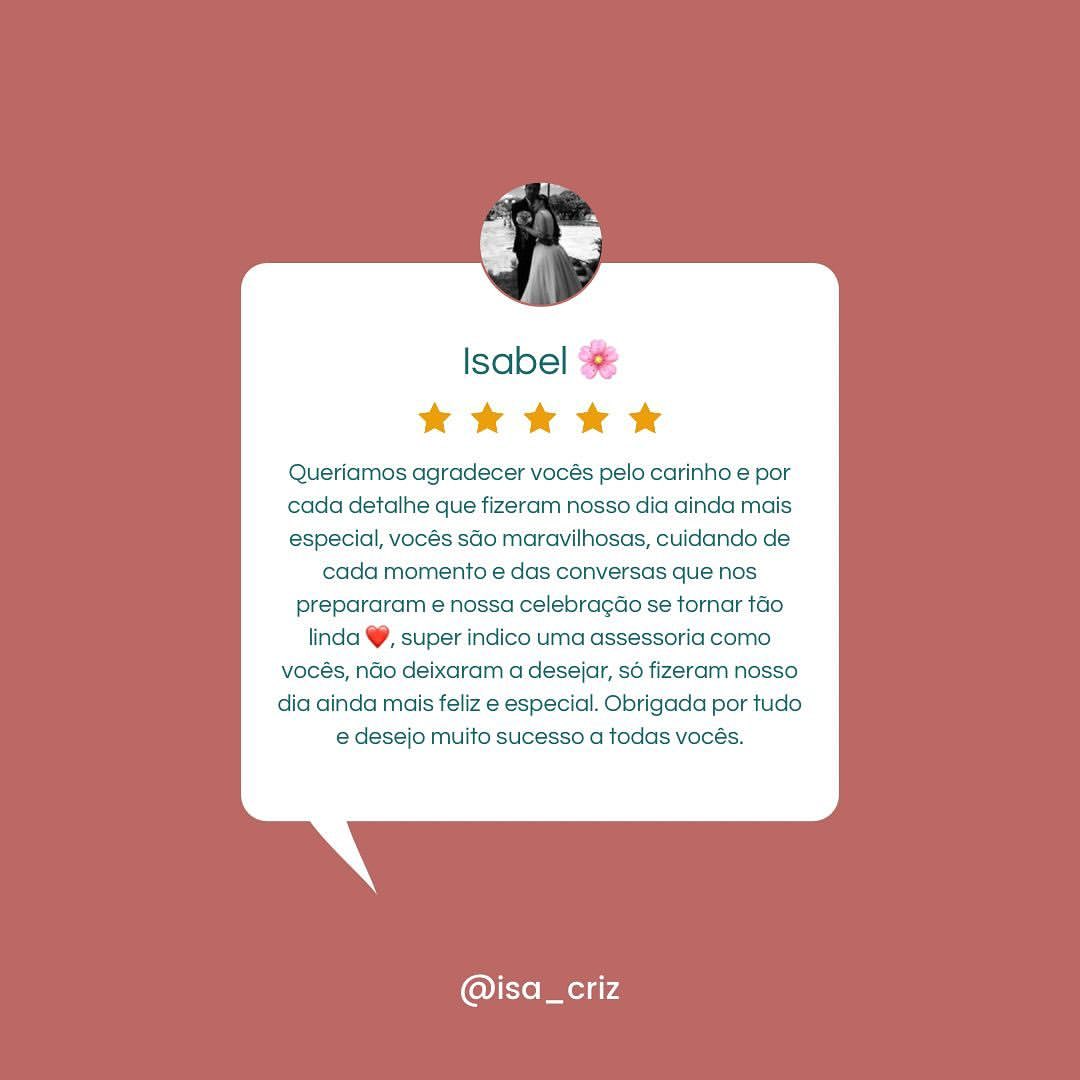 Isabel 🌸
Queríamos agradecer vocês pelo carinho e por
cada detalhe que fizeram nosso dia ainda mais
especial, vocês são maravilhosas, cuidando de
cada momento e das conversas que nos
prepararam e nossa celebração se tornar tão
linda ❤️, super indico uma assessoria como
vocês, não deixaram a desejar, só fizeram nosso
dia ainda mais feliz e especial. Obrigada por tudo
e desejo muito sucesso a todas vocês.
@isa_criz